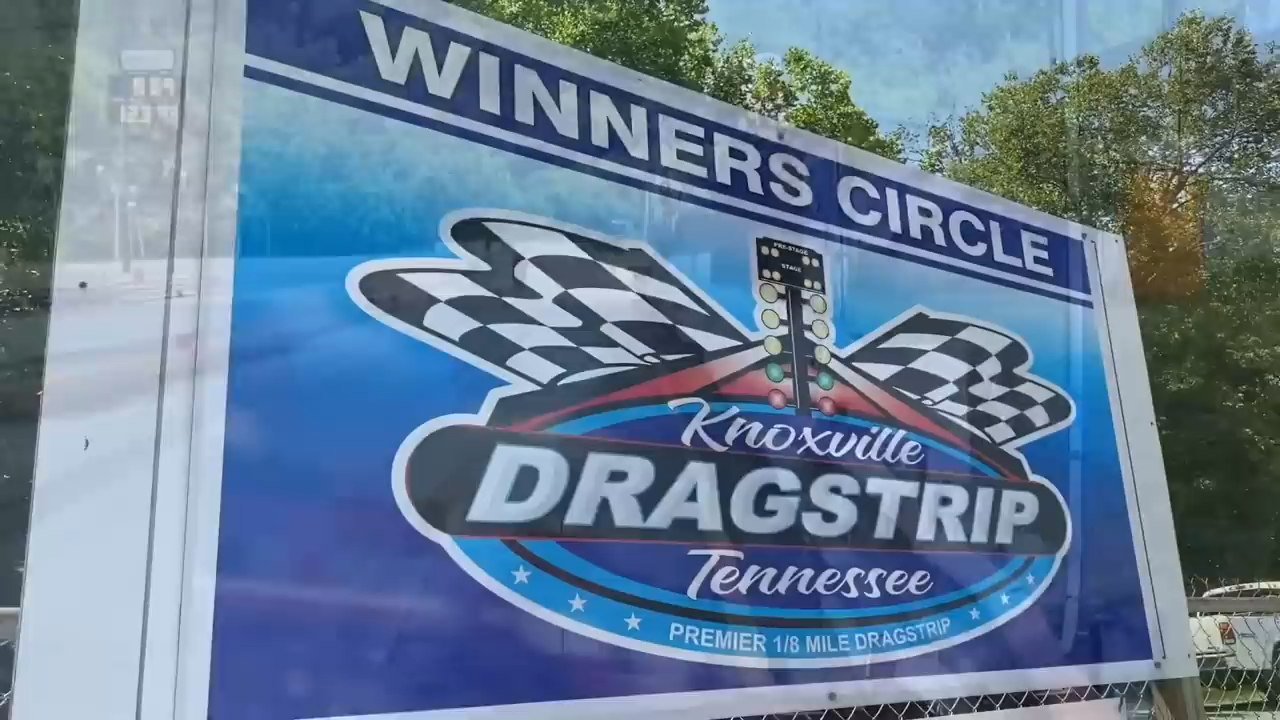 WINNERS CIRCLE
PRE-STAGE
STAGE
Knoxville
DRAGSTRIP
Tennessee
PREMIER 1/8 MILE DRAGSTRIP